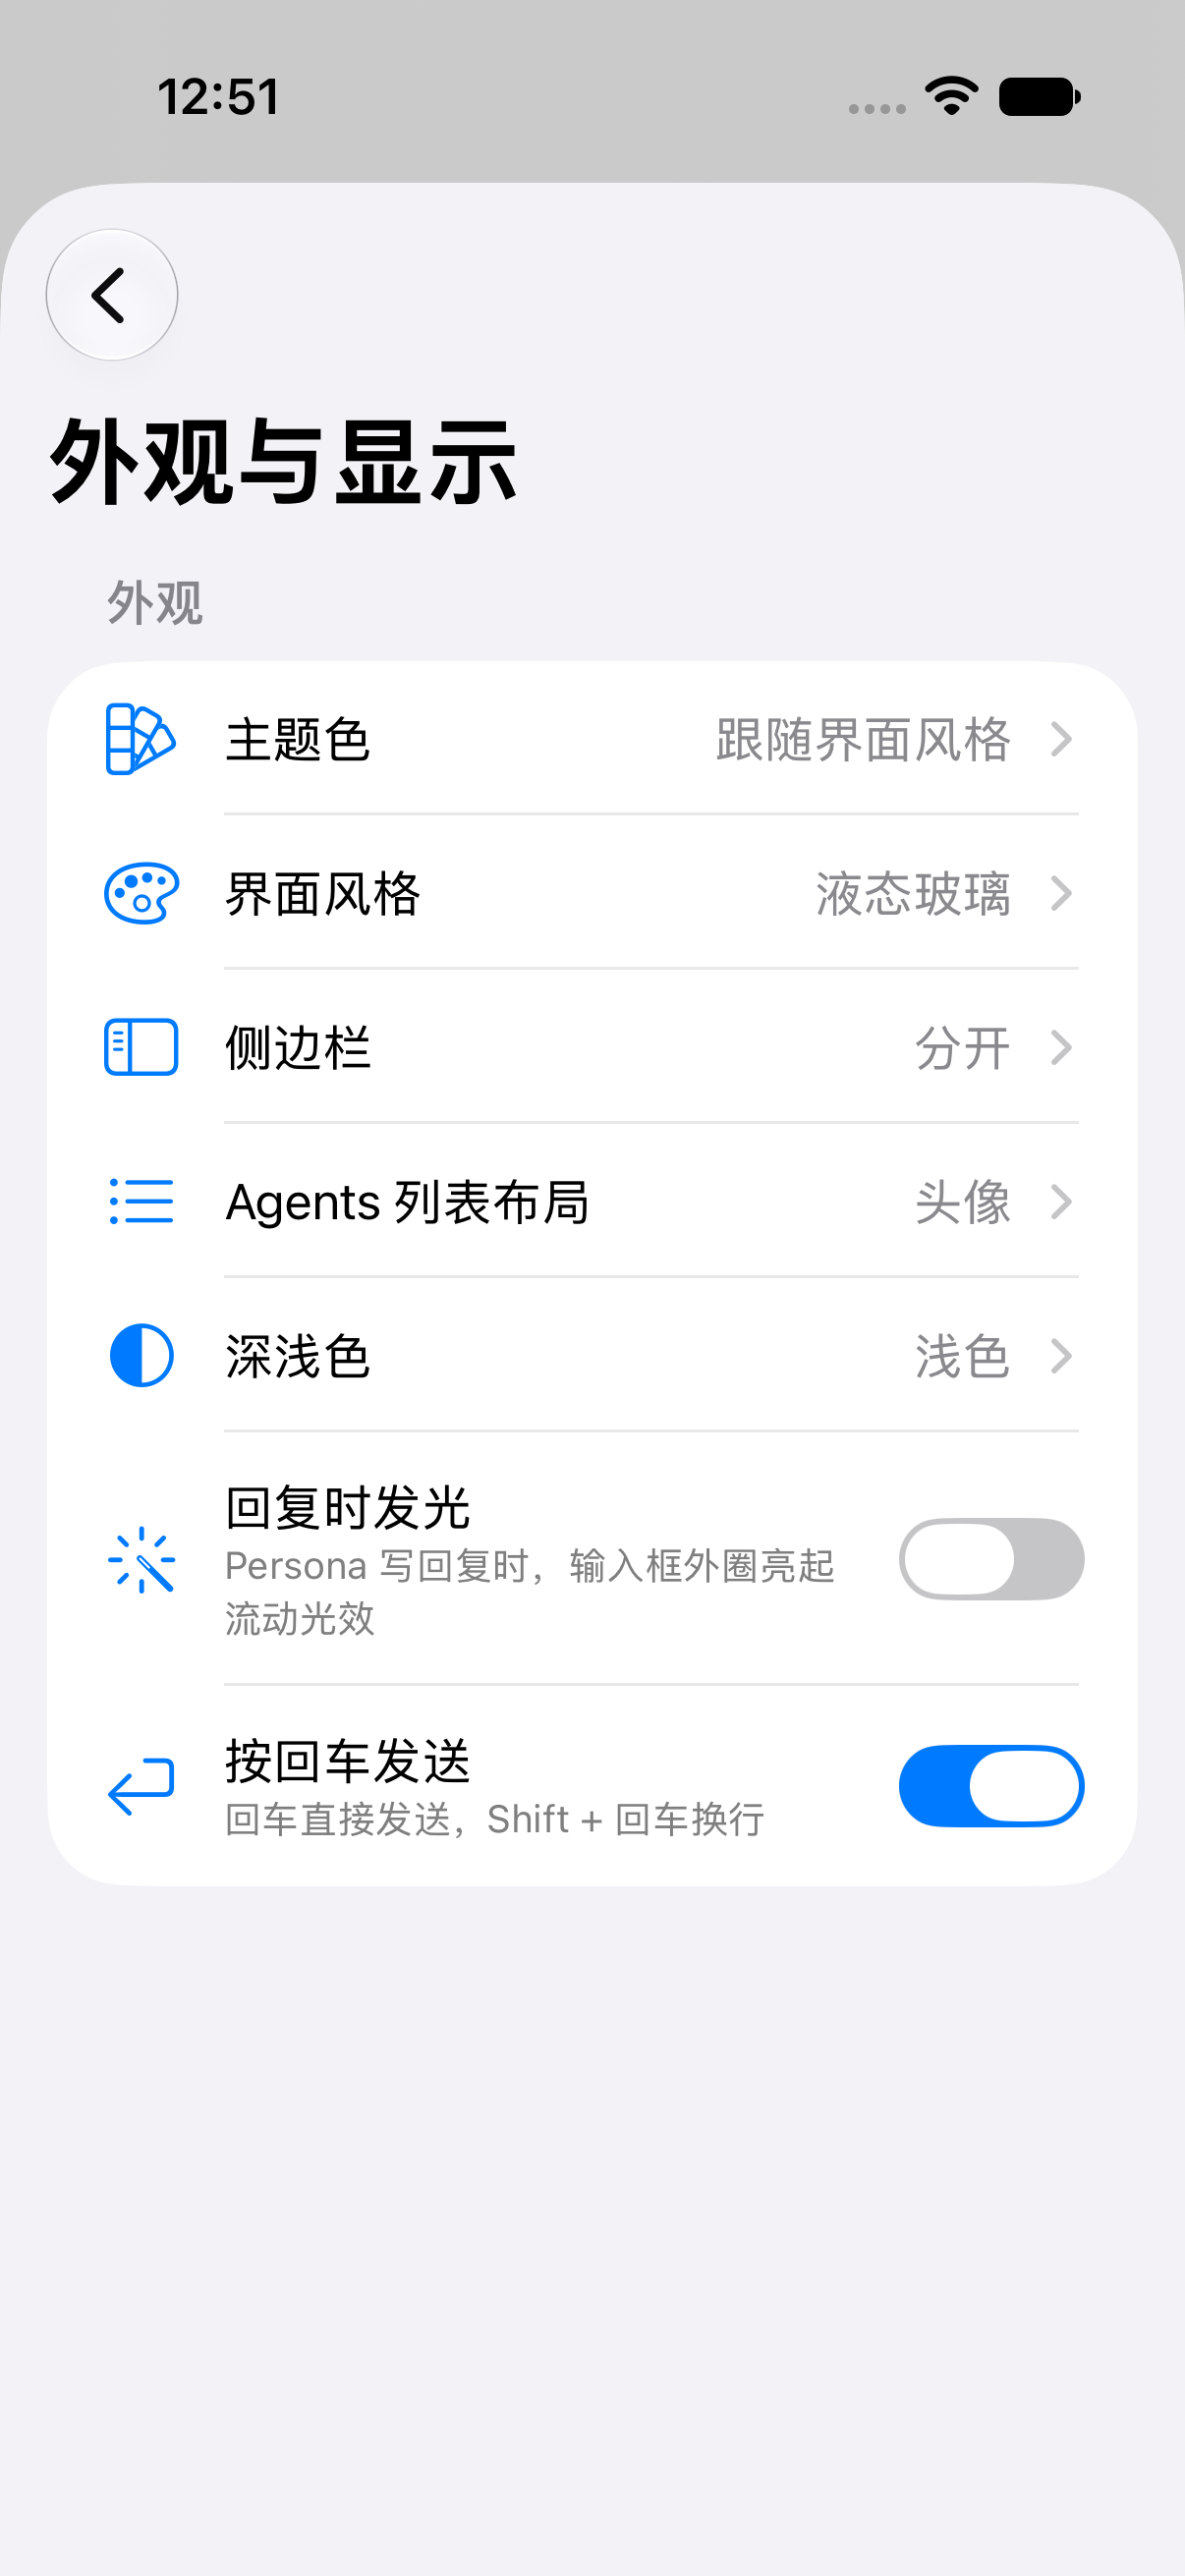 12:51
外观与显示
外观
主题色 跟随界面风格
界面风格 液态玻璃
侧边栏 分开
Agents 列表布局 头像
深浅色 浅色
回复时发光
Persona 写回复时，输入框外圈亮起
流动光效
按回车发送
回车直接发送，Shift + 回车换行